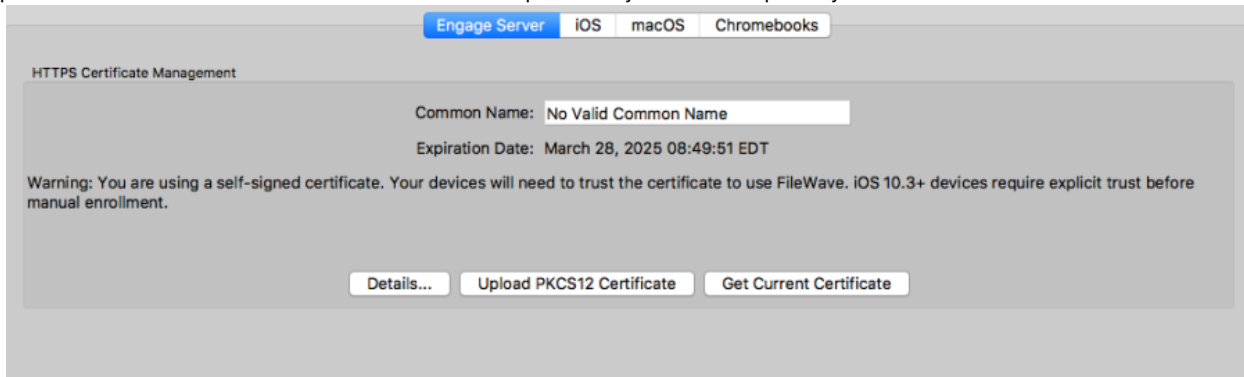 Engage Server iOS macOS Chromebooks
HTTPS Certificate Management
Common Name: No Valid Common Name
Expiration Date: March 28, 2025 08:49:51 EDT
Warning: You are using a self-signed certificate. Your devices will need to trust the certificate to use FileWave. iOS 10.3+ devices require explicit trust before
manual enrollment.
Details... Upload PKCS12 Certificate Get Current Certificate